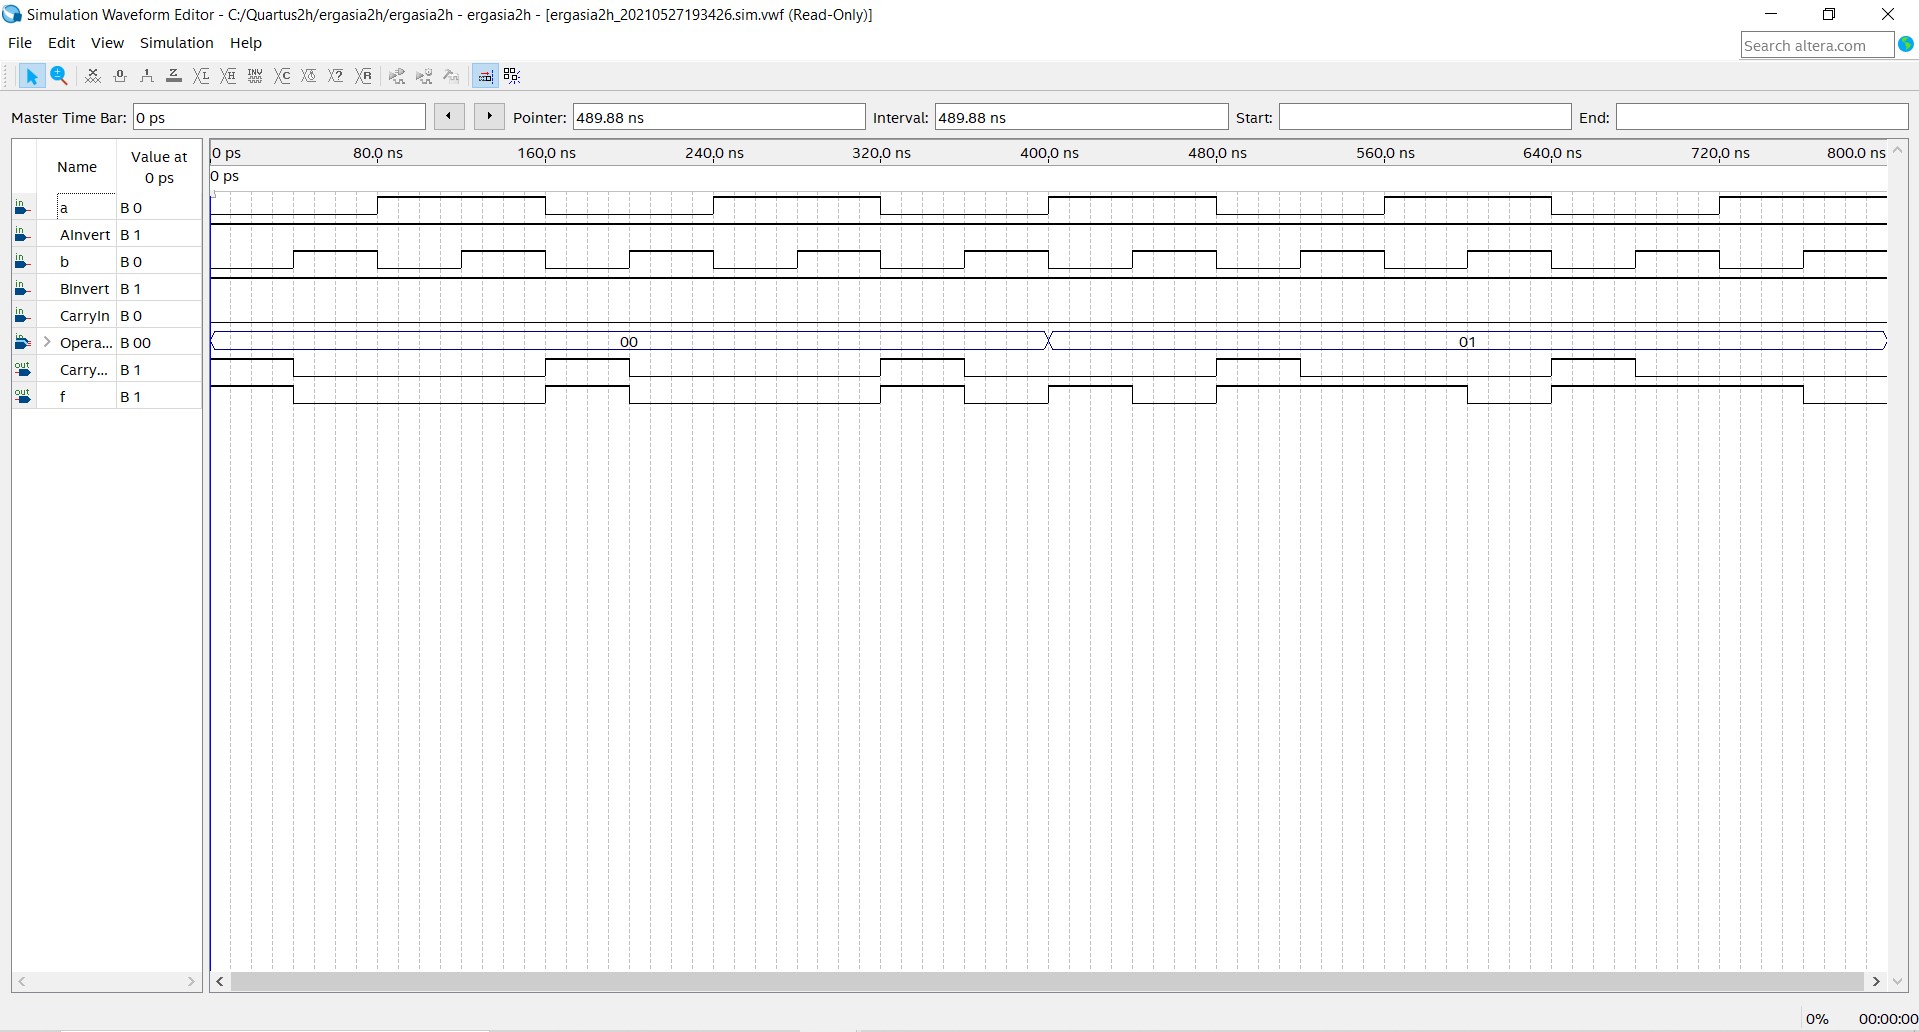 Simulation Waveform Editor - C:/Quartus2h/ergasia2h/ergasia2h - ergasia2h - [ergasia2h_20210527193426.sim.vwf (Read-Only)]
File Edit View Simulation Help
Search altera.com
Master Time Bar: 0 ps Pointer: 489.88 ns Interval: 489.88 ns Start: End:
Name Value at 0 ps
0 ps 80.0 ns 160.0 ns 240.0 ns 320.0 ns 400.0 ns 480.0 ns 560.0 ns 640.0 ns 720.0 ns 800.0 ns
0 ps
in a B 0
in AInvert B 1
in b B 0
in BInvert B 1
in CarryIn B 0
in Opera... B 00 00 01
out Carry... B 1
out f B 1
0% 00:00:00